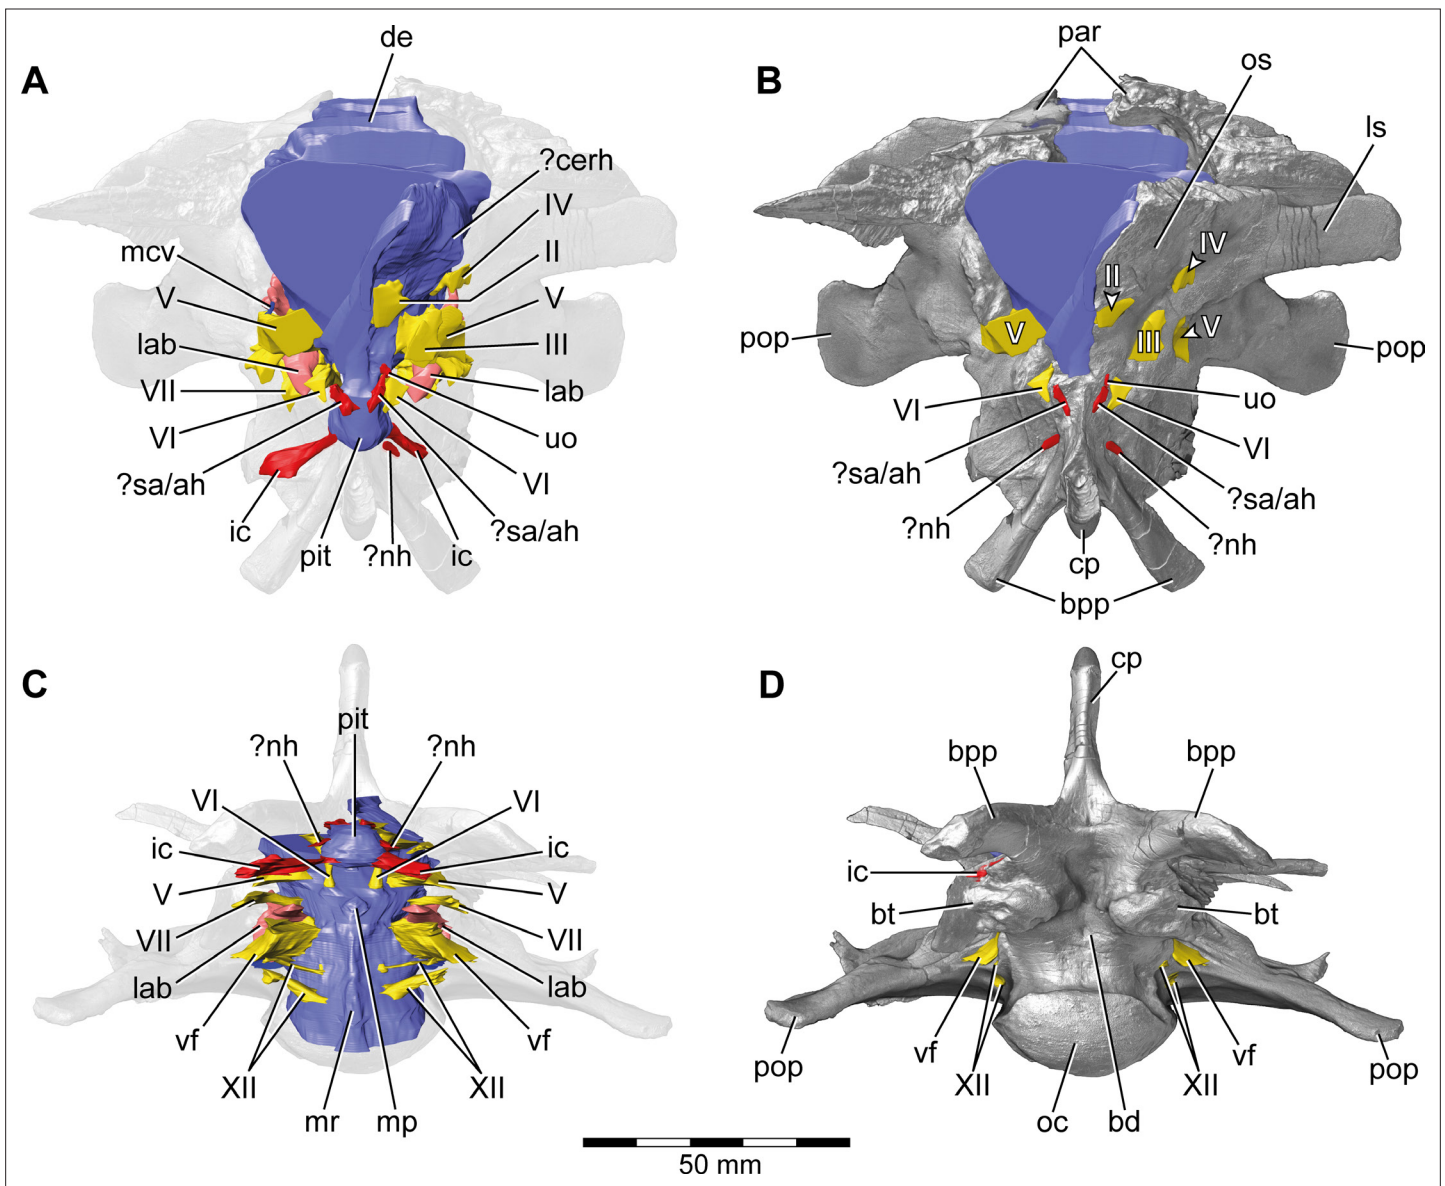 A
de
?cerh
IV
II
V
III
lab
uo
VI
?sa/ah
ic
?nh
pit
ic
?sa/ah
VI
VII
lab
V
mcv
B
par
os
ls
IV
II
V
III
V
pop
pop
VI
uo
VI
?sa/ah
?sa/ah
?nh
?nh
cp
bpp
C
pit
?nh
?nh
VI
VI
ic
ic
V
V
VII
VII
lab
lab
vf
vf
XII
XII
mr
mp
D
cp
bpp
bpp
ic
bt
bt
pop
vf
XII
oc
bd
XII
vf
pop
50 mm